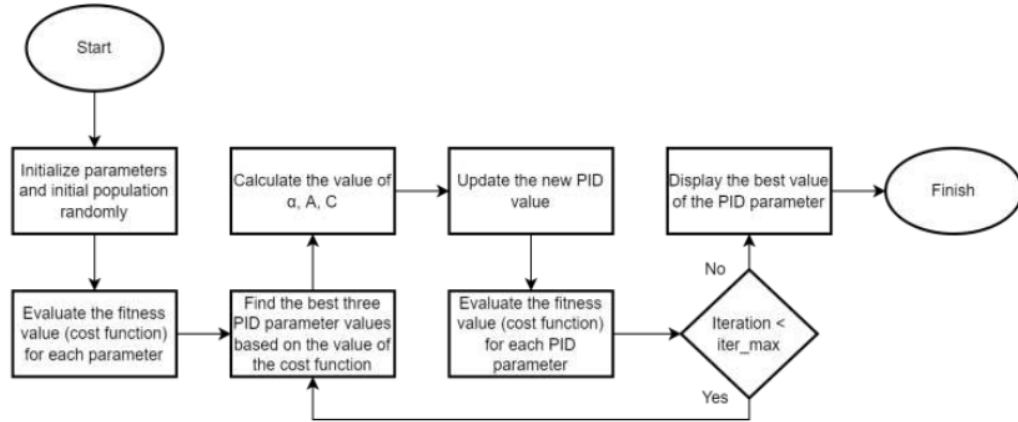 Start
Initialize parameters
and initial population
randomly
Evaluate the fitness
value (cost function)
for each parameter
Find the best three
PID parameter values
based on the value of
the cost function
Calculate the value of
α, A, C
Update the new PID
value
Evaluate the fitness
value (cost function)
for each PID
parameter
Iteration <
iter_max
Yes
No
Display the best value
of the PID parameter
Finish